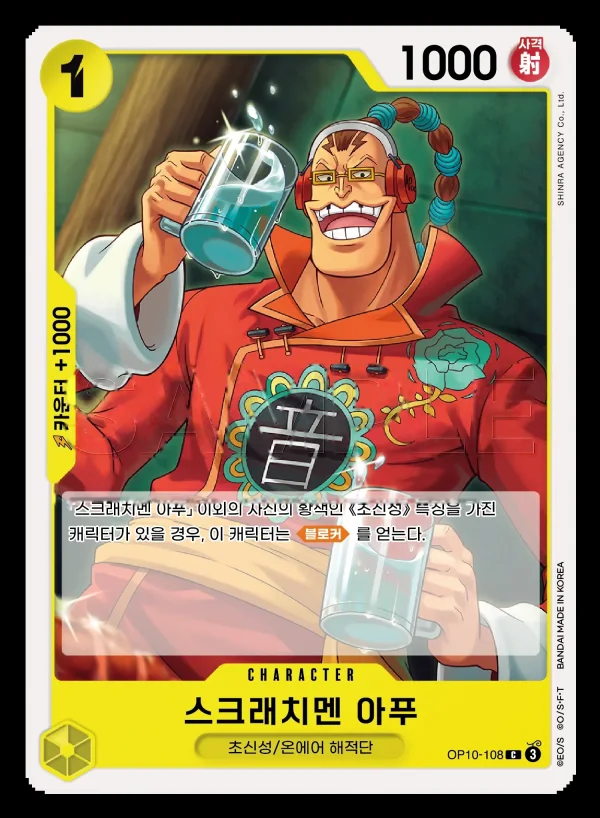 1
1000
사격
射
SHINRA AGENCY Co., Ltd.
카운터 +1000
音
SAMPLE
「스크래치멘 아푸」 이외의 자신의 황색인 《초신성》 특징을 가진
캐릭터가 있을 경우, 이 캐릭터는 블로커 를 얻는다.
BANDAI MADE IN KOREA
©EO/S ©O/S·F·T
CHARACTER
스크래치멘 아푸
초신성/온에어 해적단
OP10-108 C 3